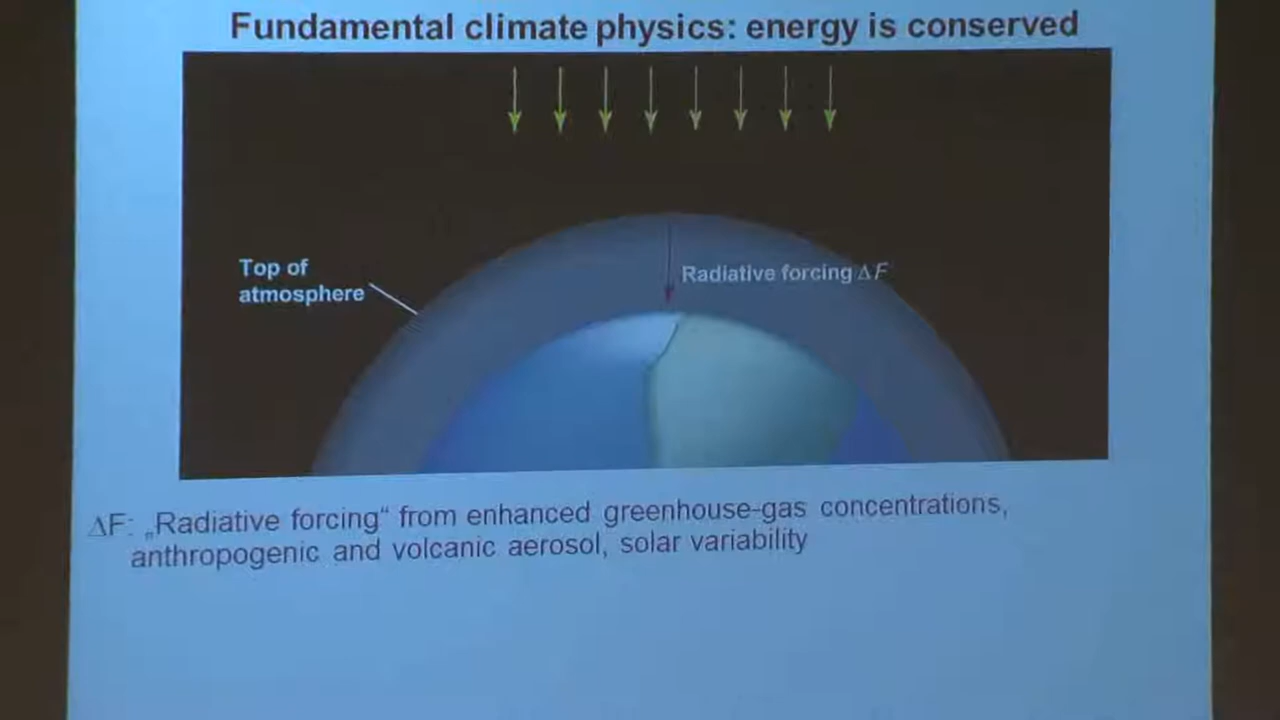 Fundamental climate physics: energy is conserved
Top of
atmosphere
Radiative forcing ΔF
ΔF: „Radiative forcing“ from enhanced greenhouse-gas concentrations,
anthropogenic and volcanic aerosol, solar variability